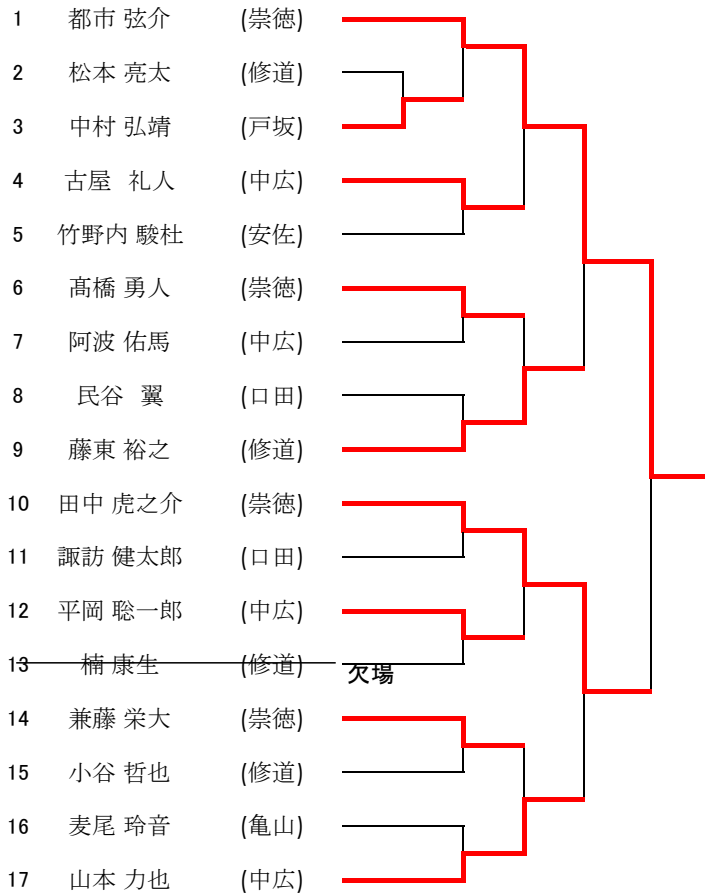 1 都市 弦介 (崇徳)
2 松本 亮太 (修道)
3 中村 弘靖 (戸坂)
4 古屋 礼人 (中広)
5 竹野内 駿杜 (安佐)
6 髙橋 勇人 (崇徳)
7 阿波 佑馬 (中広)
8 民谷 翼 (口田)
9 藤東 裕之 (修道)
10 田中 虎之介 (崇徳)
11 諏訪 健太郎 (口田)
12 平岡 聡一郎 (中広)
13 楠 康生 (修道) 欠場
14 兼藤 栄大 (崇徳)
15 小谷 哲也 (修道)
16 麦尾 玲音 (亀山)
17 山本 力也 (中広)